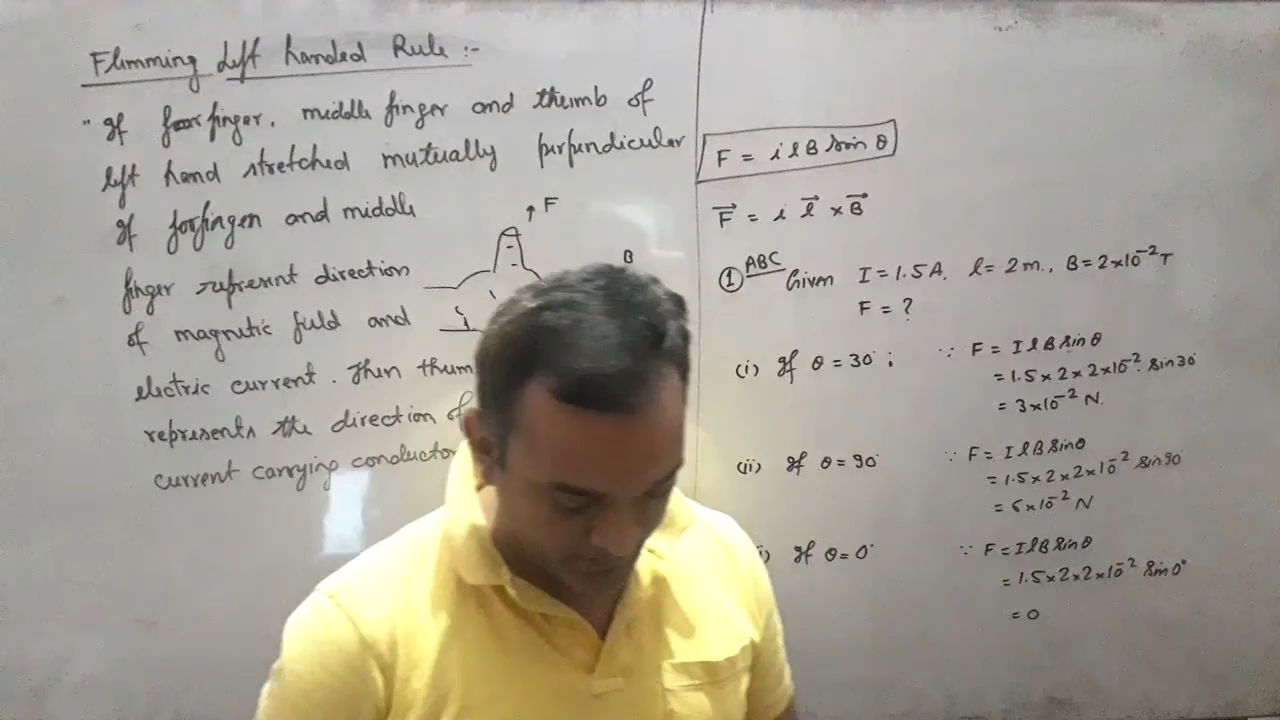 Flimming Left handed Rule :-
" If forfinger, middle finger and thumb of
left hand stretched mutually perpendicular
If forfinger and middle
finger represent direction
of magnetic field and
electric current. Then thum
represents the direction of
current carrying conductor
F
B
i
F = i l B sin θ
F = i l × B
① ABC Given I = 1.5 A. l = 2 m., B = 2×10⁻² T
F = ?
(i) If θ = 30° ; ∵ F = I l B sin θ
= 1.5 × 2 × 2×10⁻². sin 30°
= 3×10⁻² N.
(ii) If θ = 90° ∵ F = I l B sin θ
= 1.5 × 2 × 2×10⁻² sin 90°
= 6×10⁻² N
i) If θ = 0° ∵ F = I l B sin θ
= 1.5 × 2 × 2×10⁻² sin 0°
= 0